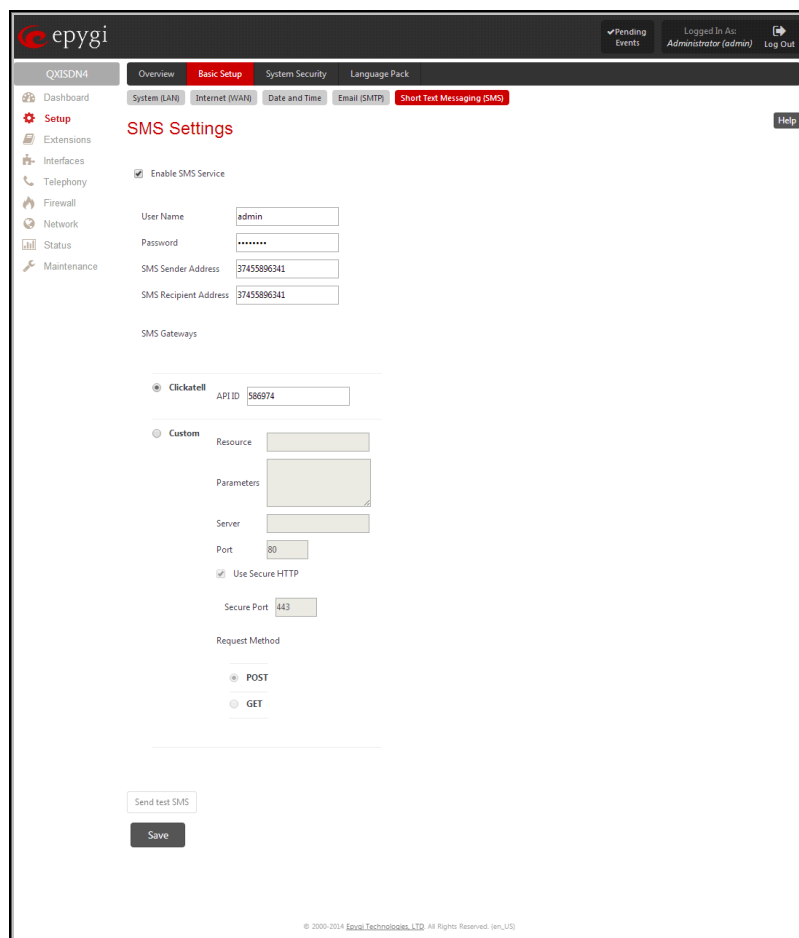 epygi
✔Pending Events
Logged In As:
Administrator (admin)
Log Out
QXISDN4
Overview
Basic Setup
System Security
Language Pack
Dashboard
Setup
Extensions
Interfaces
Telephony
Firewall
Network
Status
Maintenance
System (LAN)
Internet (WAN)
Date and Time
Email (SMTP)
Short Text Messaging (SMS)
SMS Settings
Help
Enable SMS Service
User Name admin
Password ••••••••
SMS Sender Address 37455896341
SMS Recipient Address 37455896341
SMS Gateways
Clickatell
API ID 586974
Custom
Resource
Parameters
Server
Port 80
Use Secure HTTP
Secure Port 443
Request Method
POST
GET
Send test SMS
Save
© 2000-2014 Epygi Technologies, LTD. All Rights Reserved. (en_US)